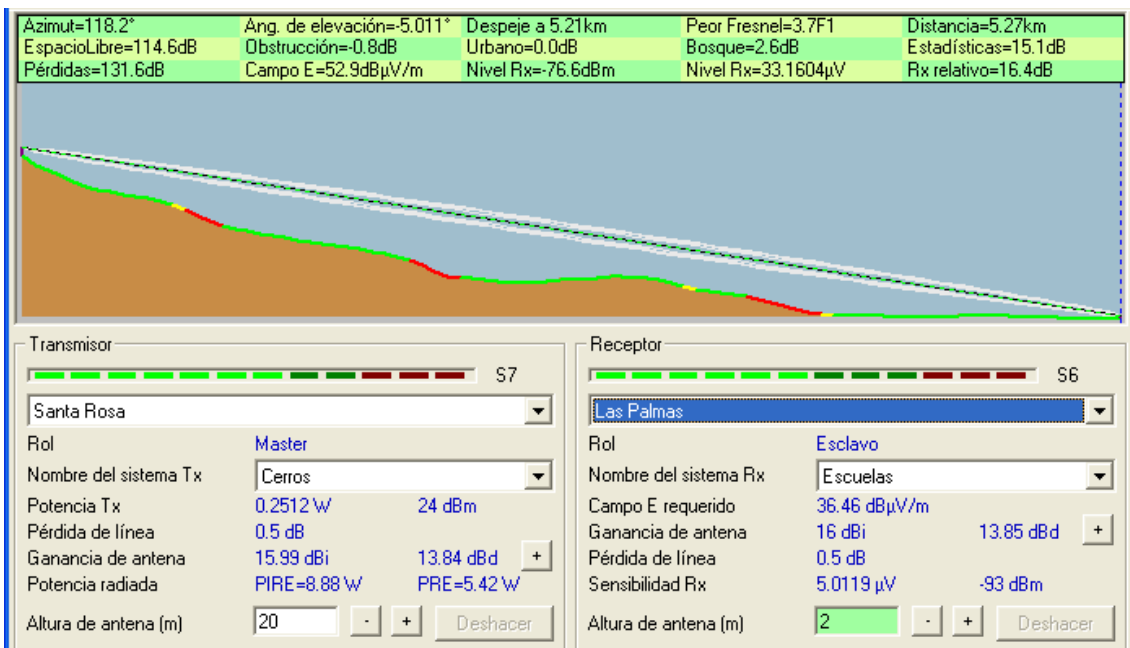 Azimut=118.2° Ang. de elevación=-5.011° Despeje a 5.21km Peor Fresnel=3.7F1 Distancia=5.27km
EspacioLibre=114.6dB Obstrucción=-0.8dB Urbano=0.0dB Bosque=2.6dB Estadísticas=15.1dB
Pérdidas=131.6dB Campo E=52.9dBµV/m Nivel Rx=-76.6dBm Nivel Rx=33.1604µV Rx relativo=16.4dB
Transmisor
S7
Santa Rosa
Rol Master
Nombre del sistema Tx Cerros
Potencia Tx 0.2512 W 24 dBm
Pérdida de línea 0.5 dB
Ganancia de antena 15.99 dBi 13.84 dBd +
Potencia radiada PIRE=8.88 W PRE=5.42 W
Altura de antena (m) 20 - + Deshacer
Receptor
S6
Las Palmas
Rol Esclavo
Nombre del sistema Rx Escuelas
Campo E requerido 36.46 dBµV/m
Ganancia de antena 16 dBi 13.85 dBd +
Pérdida de línea 0.5 dB
Sensibilidad Rx 5.0119 µV -93 dBm
Altura de antena (m) 2 - + Deshacer